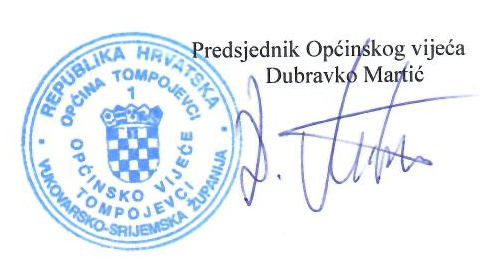 Predsjednik Općinskog vijeća
Dubravko Martić
REPUBLIKA HRVATSKA
VUKOVARSKO-SRIJEMSKA ŽUPANIJA
OPĆINA TOMPOJEVCI
1
OPĆINSKO VIJEĆE
TOMPOJEVCI
D.